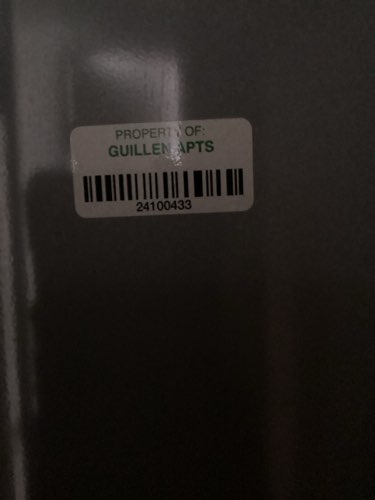 PROPERTY OF:
GUILLEN APTS
24100433